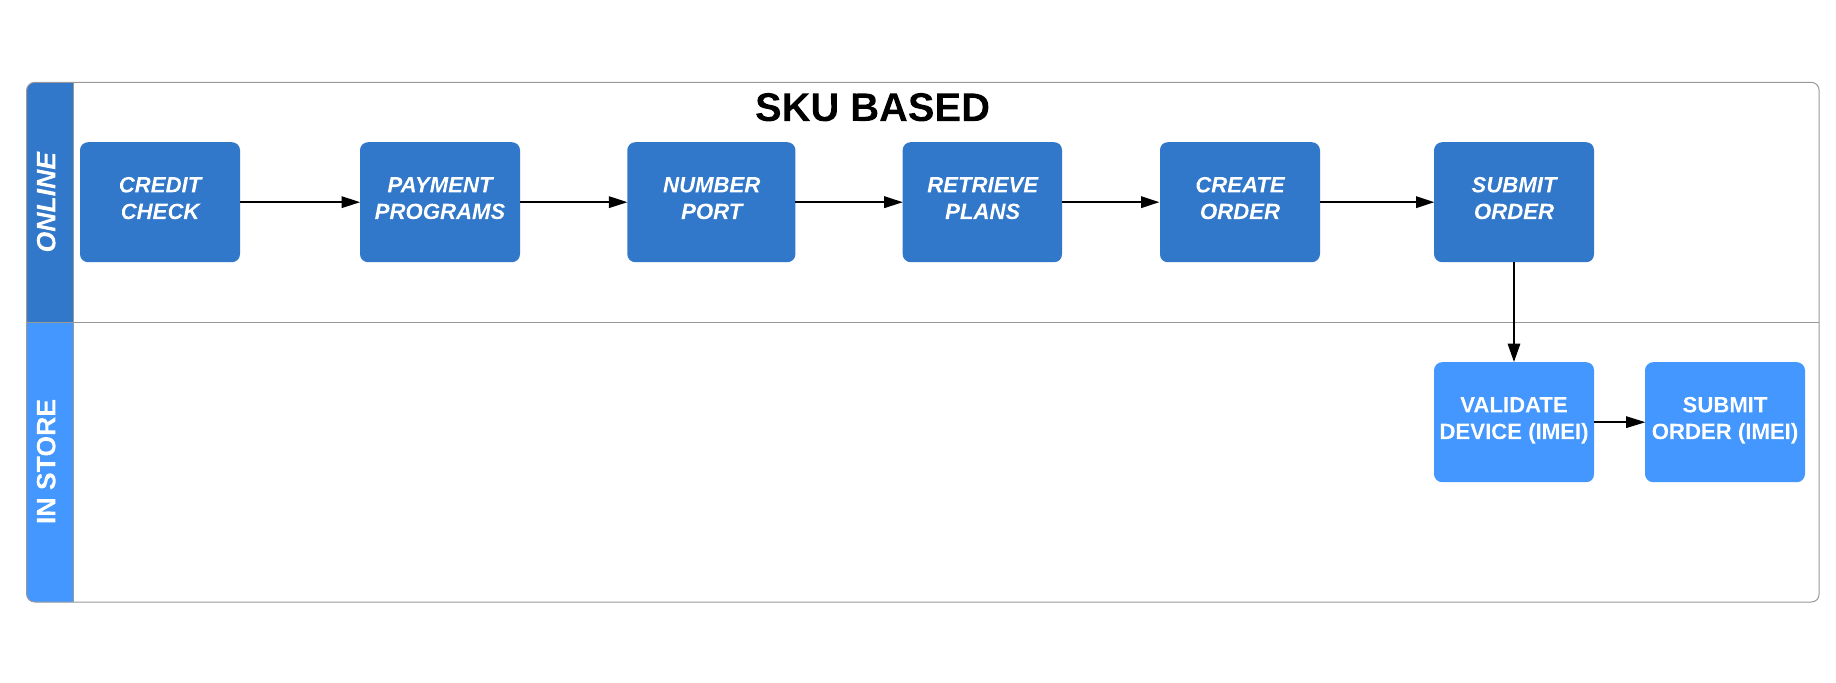 SKU BASED
ONLINE
CREDIT
CHECK
PAYMENT
PROGRAMS
NUMBER
PORT
RETRIEVE
PLANS
CREATE
ORDER
SUBMIT
ORDER
IN STORE
VALIDATE
DEVICE (IMEI)
SUBMIT
ORDER (IMEI)